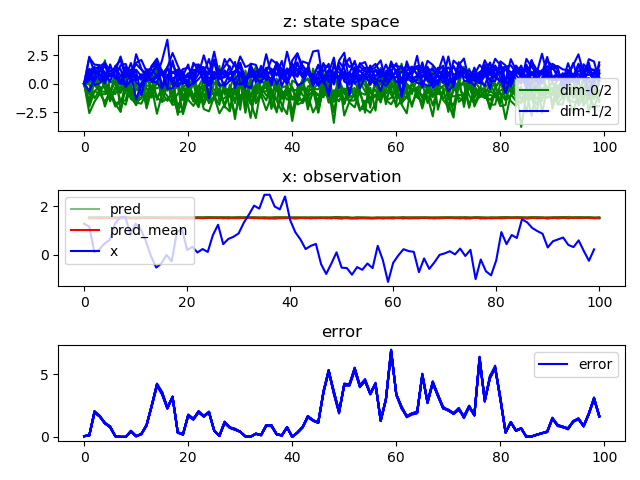 z: state space
2.5
0.0
−2.5
dim-0/2
dim-1/2
0
20
40
60
80
100
x: observation
2
0
pred
pred_mean
x
0
20
40
60
80
100
error
5
0
error
0
20
40
60
80
100